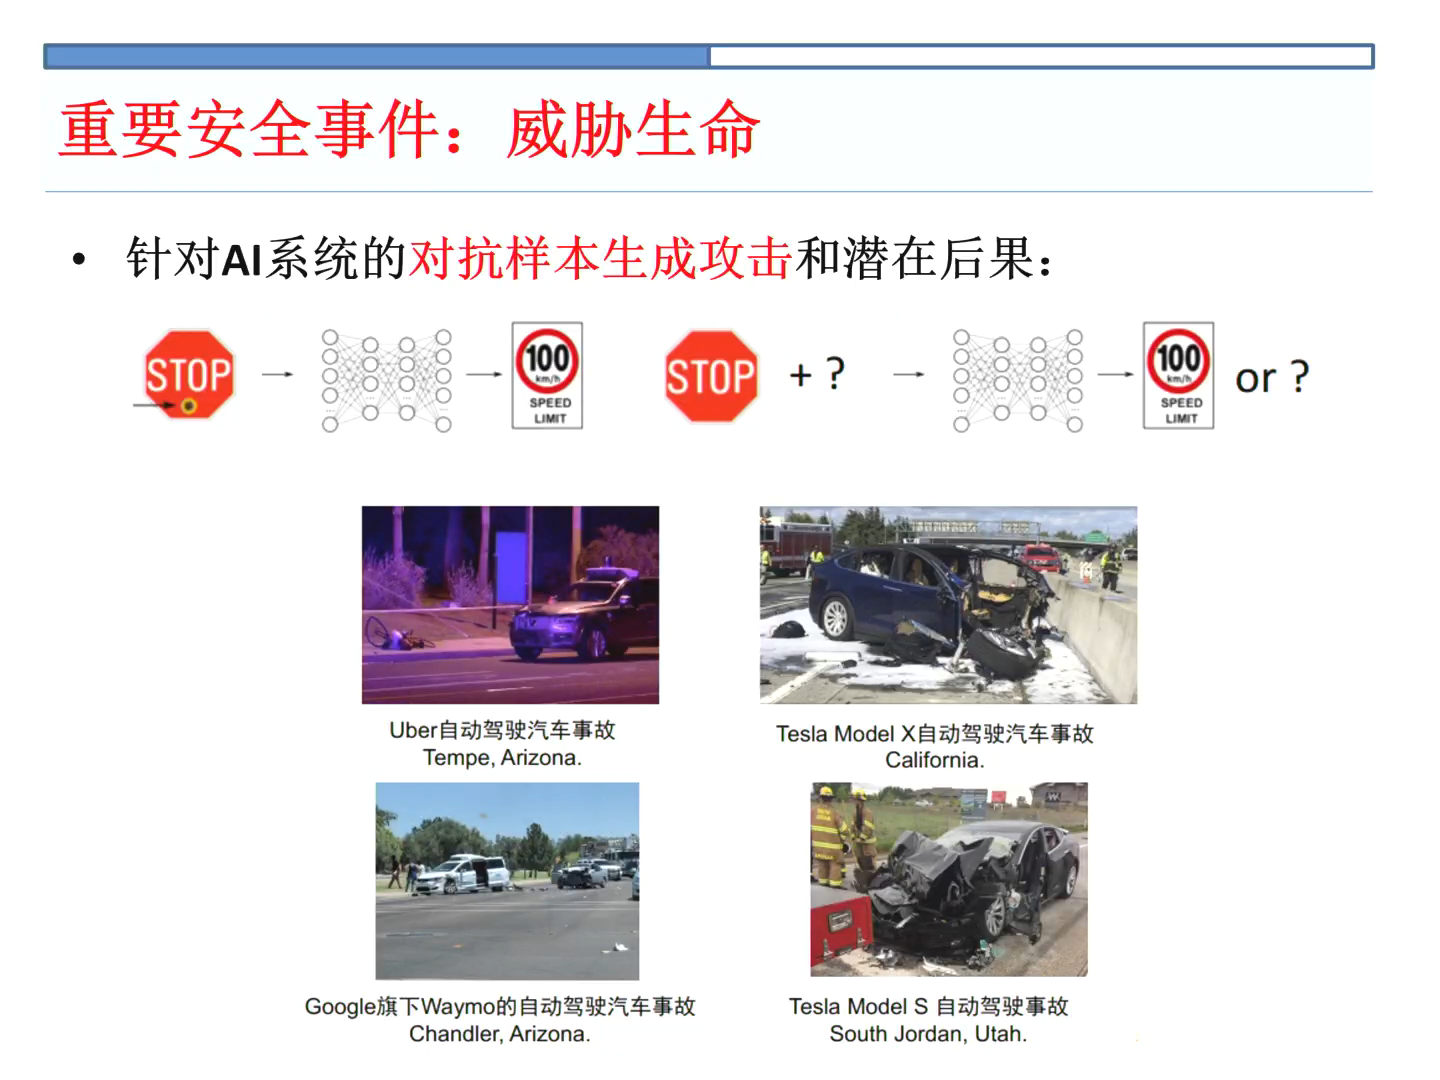 重要安全事件：威胁生命
• 针对AI系统的对抗样本生成攻击和潜在后果：
STOP
100
km/h
SPEED
LIMIT
STOP
+ ?
100
km/h
SPEED
LIMIT
or ?
Uber自动驾驶汽车事故
Tempe, Arizona.
Tesla Model X自动驾驶汽车事故
California.
Google旗下Waymo的自动驾驶汽车事故
Chandler, Arizona.
Tesla Model S 自动驾驶事故
South Jordan, Utah.